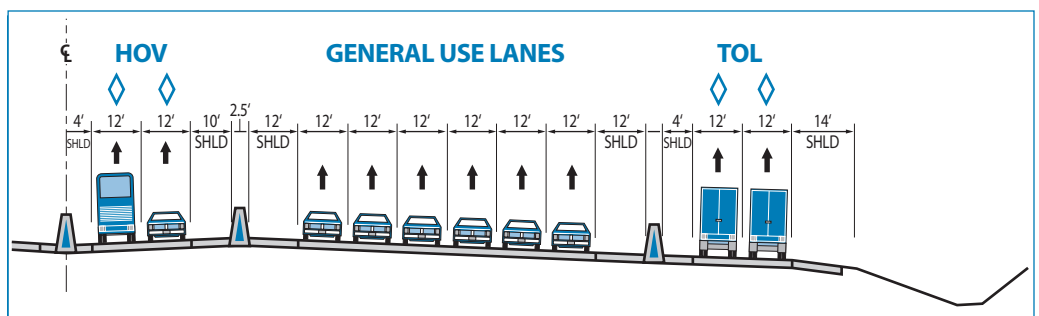 ℄ HOV GENERAL USE LANES TOL
2.5‘
4‘ 12‘ 12‘ 10‘ 12‘ 12‘ 12‘ 12‘ 12‘ 12‘ 12‘ 12‘ 4‘ 12‘ 12‘ 14‘
SHLD SHLD SHLD SHLD SHLD SHLD